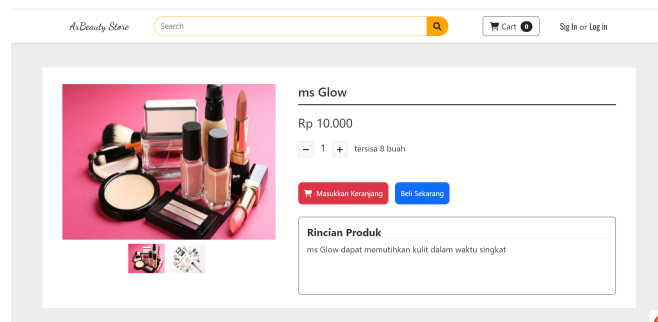 ArBeauty Store
Search
Cart 0
Sig In or Log in
ms Glow
Rp 10.000
− 1 + tersisa 8 buah
Masukkan Keranjang
Beli Sekarang
Rincian Produk
ms Glow dapat memutihkan kulit dalam waktu singkat